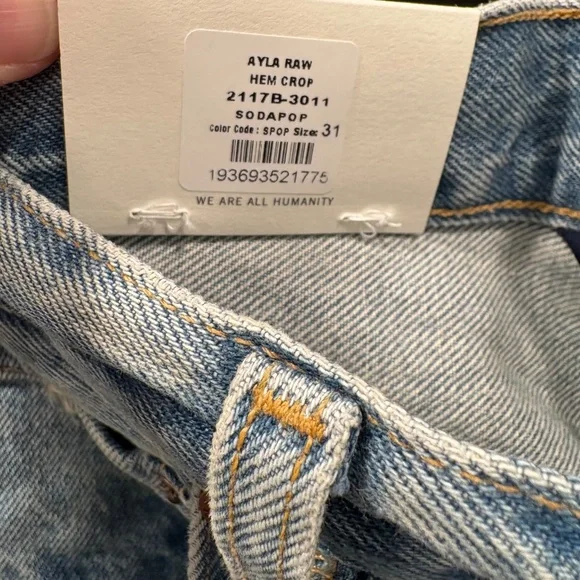 AYLA RAW
HEM CROP
2117B-3011
SODAPOP
Color Code : SPOP Size: 31
193693521775
WE ARE ALL HUMANITY